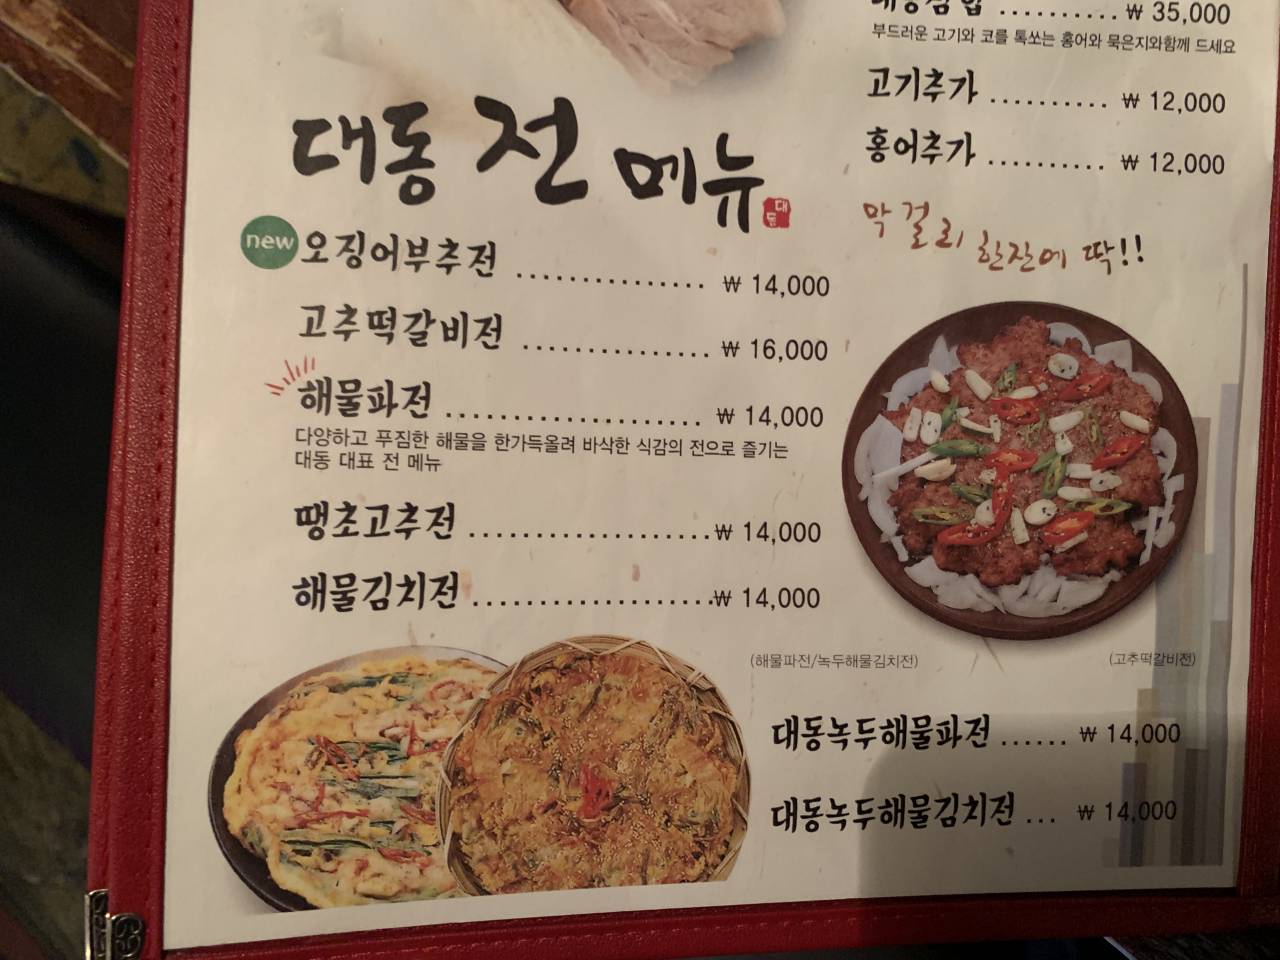 대동삼합 .......... ₩ 35,000
부드러운 고기와 코를 톡쏘는 홍어와 묵은지와함께 드세요
고기추가 .......... ₩ 12,000
홍어추가 .......... ₩ 12,000
막걸리 한잔에 딱!!
대동 전 메뉴
대동
new 오징어부추전 ............... ₩ 14,000
고추떡갈비전 ............... ₩ 16,000
해물파전 .................... ₩ 14,000
다양하고 푸짐한 해물을 한가득올려 바삭한 식감의 전으로 즐기는
대동 대표 전 메뉴
땡초고추전 ................... ₩ 14,000
해물김치전 ................... ₩ 14,000
(해물파전/녹두해물김치전)
(고추떡갈비전)
대동녹두해물파전 ...... ₩ 14,000
대동녹두해물김치전 ... ₩ 14,000